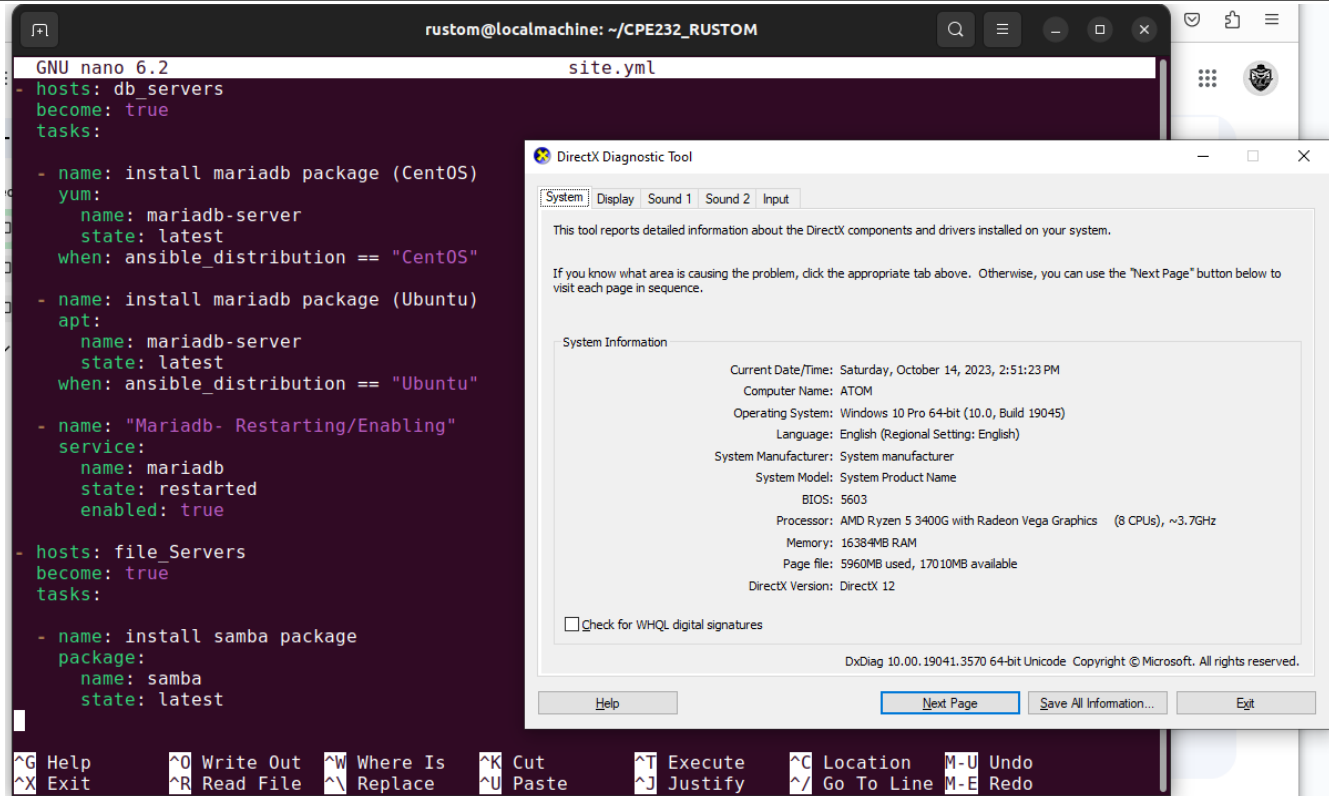 rustom@localmachine: ~/CPE232_RUSTOM
GNU nano 6.2 site.yml
- hosts: db_servers
  become: true
  tasks:

  - name: install mariadb package (CentOS)
    yum:
      name: mariadb-server
      state: latest
    when: ansible_distribution == "CentOS"

  - name: install mariadb package (Ubuntu)
    apt:
      name: mariadb-server
      state: latest
    when: ansible_distribution == "Ubuntu"

  - name: "Mariadb- Restarting/Enabling"
    service:
      name: mariadb
      state: restarted
      enabled: true

- hosts: file_Servers
  become: true
  tasks:

  - name: install samba package
    package:
      name: samba
      state: latest

^G Help ^O Write Out ^W Where Is ^K Cut ^T Execute ^C Location M-U Undo
^X Exit ^R Read File ^\ Replace ^U Paste ^J Justify ^/ Go To Line M-E Redo
DirectX Diagnostic Tool
System Display Sound 1 Sound 2 Input
This tool reports detailed information about the DirectX components and drivers installed on your system.
If you know what area is causing the problem, click the appropriate tab above. Otherwise, you can use the "Next Page" button below to
visit each page in sequence.
System Information
Current Date/Time: Saturday, October 14, 2023, 2:51:23 PM
Computer Name: ATOM
Operating System: Windows 10 Pro 64-bit (10.0, Build 19045)
Language: English (Regional Setting: English)
System Manufacturer: System manufacturer
System Model: System Product Name
BIOS: 5603
Processor: AMD Ryzen 5 3400G with Radeon Vega Graphics (8 CPUs), ~3.7GHz
Memory: 16384MB RAM
Page file: 5960MB used, 17010MB available
DirectX Version: DirectX 12
Check for WHQL digital signatures
DxDiag 10.00.19041.3570 64-bit Unicode Copyright © Microsoft. All rights reserved.
Help Next Page Save All Information... Exit